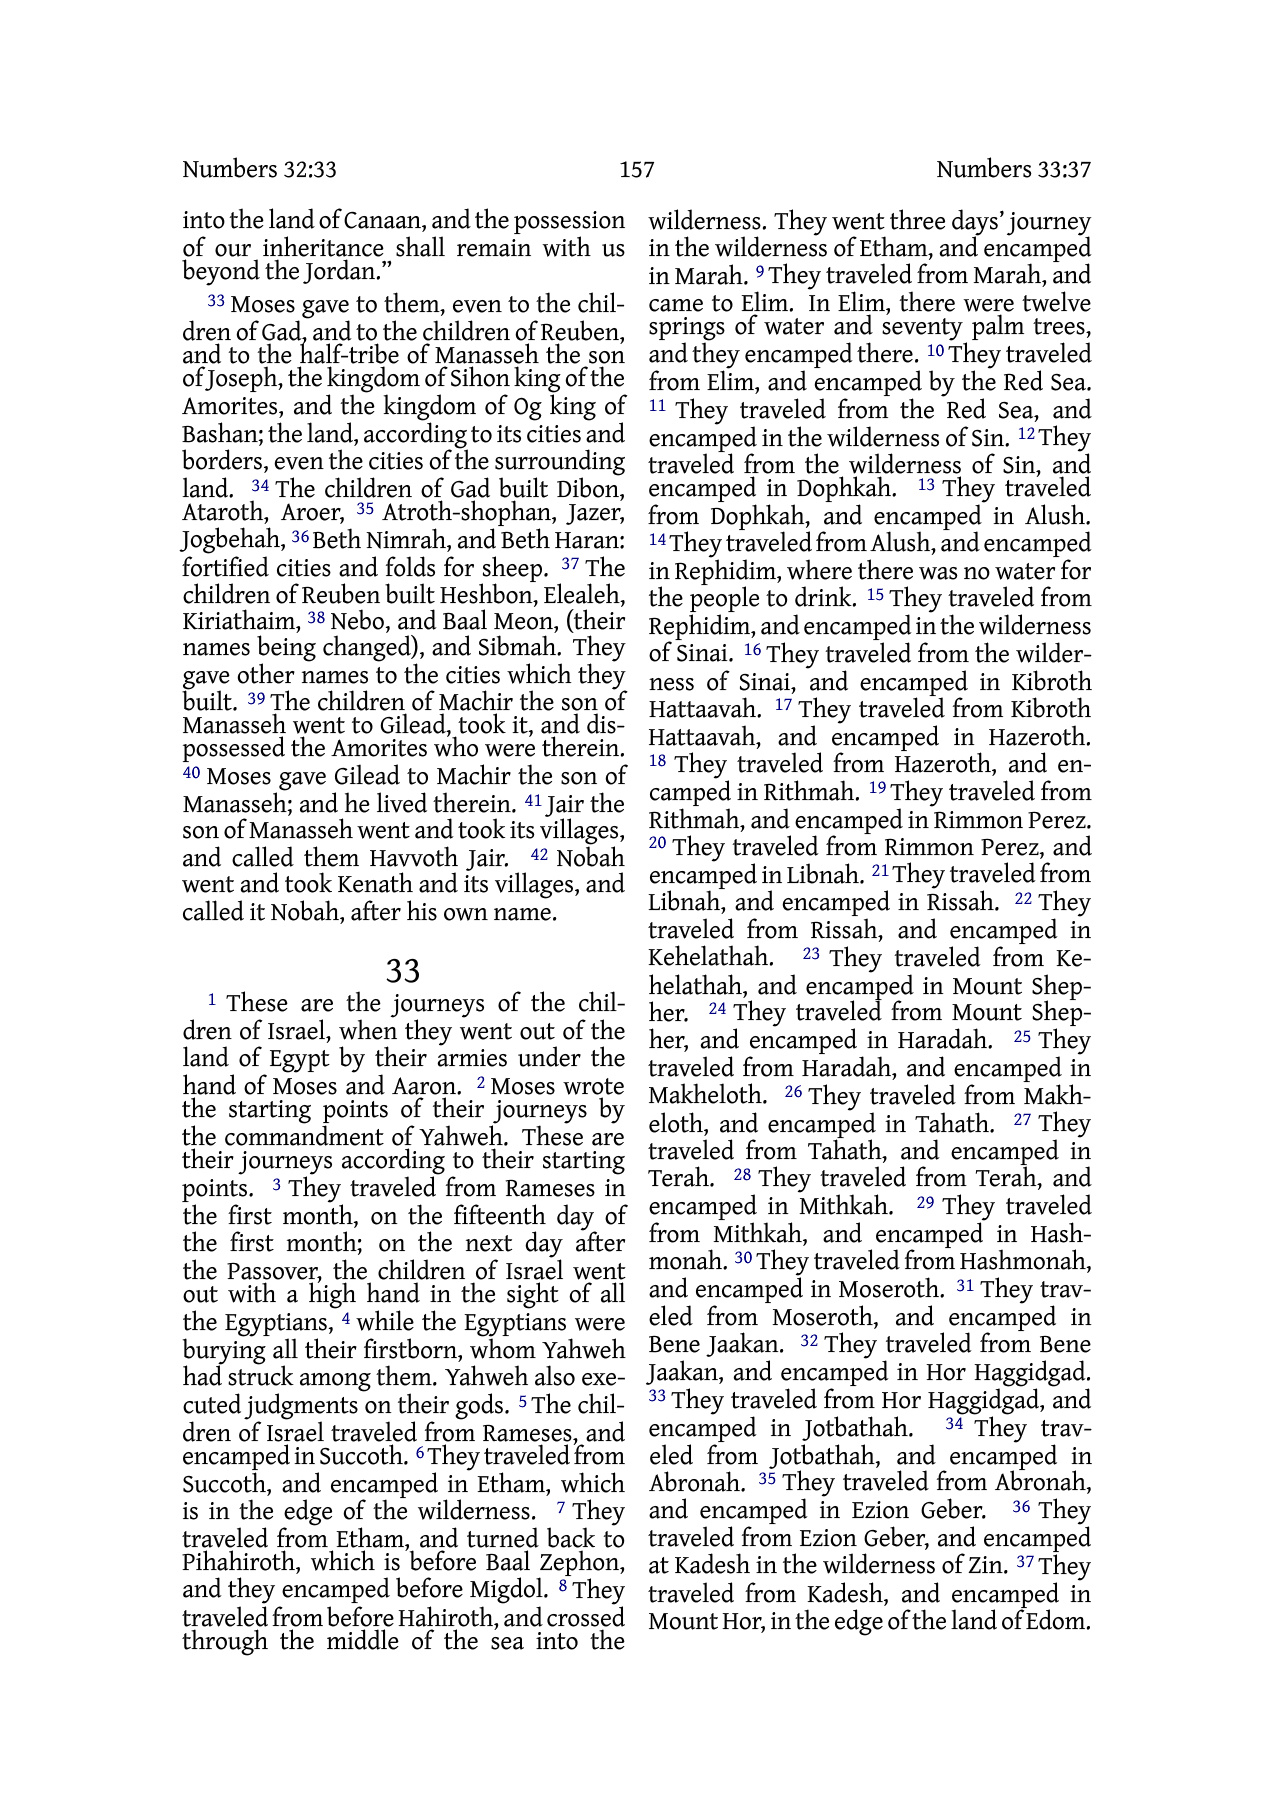 Numbers 32:33
157
Numbers 33:37
into the land of Canaan, and the possession
of our inheritance shall remain with us
beyond the Jordan.”
33 Moses gave to them, even to the chil-
dren of Gad, and to the children of Reuben,
and to the half-tribe of Manasseh the son
of Joseph, the kingdom of Sihon king of the
Amorites, and the kingdom of Og king of
Bashan; the land, according to its cities and
borders, even the cities of the surrounding
land. 34 The children of Gad built Dibon,
Ataroth, Aroer, 35 Atroth-shophan, Jazer,
Jogbehah, 36 Beth Nimrah, and Beth Haran:
fortified cities and folds for sheep. 37 The
children of Reuben built Heshbon, Elealeh,
Kiriathaim, 38 Nebo, and Baal Meon, (their
names being changed), and Sibmah. They
gave other names to the cities which they
built. 39 The children of Machir the son of
Manasseh went to Gilead, took it, and dis-
possessed the Amorites who were therein.
40 Moses gave Gilead to Machir the son of
Manasseh; and he lived therein. 41 Jair the
son of Manasseh went and took its villages,
and called them Havvoth Jair. 42 Nobah
went and took Kenath and its villages, and
called it Nobah, after his own name.
33
1 These are the journeys of the chil-
dren of Israel, when they went out of the
land of Egypt by their armies under the
hand of Moses and Aaron. 2 Moses wrote
the starting points of their journeys by
the commandment of Yahweh. These are
their journeys according to their starting
points. 3 They traveled from Rameses in
the first month, on the fifteenth day of
the first month; on the next day after
the Passover, the children of Israel went
out with a high hand in the sight of all
the Egyptians, 4 while the Egyptians were
burying all their firstborn, whom Yahweh
had struck among them. Yahweh also exe-
cuted judgments on their gods. 5 The chil-
dren of Israel traveled from Rameses, and
encamped in Succoth. 6 They traveled from
Succoth, and encamped in Etham, which
is in the edge of the wilderness. 7 They
traveled from Etham, and turned back to
Pihahiroth, which is before Baal Zephon,
and they encamped before Migdol. 8 They
traveled from before Hahiroth, and crossed
through the middle of the sea into the
wilderness. They went three days’ journey
in the wilderness of Etham, and encamped
in Marah. 9 They traveled from Marah, and
came to Elim. In Elim, there were twelve
springs of water and seventy palm trees,
and they encamped there. 10 They traveled
from Elim, and encamped by the Red Sea.
11 They traveled from the Red Sea, and
encamped in the wilderness of Sin. 12 They
traveled from the wilderness of Sin, and
encamped in Dophkah. 13 They traveled
from Dophkah, and encamped in Alush.
14 They traveled from Alush, and encamped
in Rephidim, where there was no water for
the people to drink. 15 They traveled from
Rephidim, and encamped in the wilderness
of Sinai. 16 They traveled from the wilder-
ness of Sinai, and encamped in Kibroth
Hattaavah. 17 They traveled from Kibroth
Hattaavah, and encamped in Hazeroth.
18 They traveled from Hazeroth, and en-
camped in Rithmah. 19 They traveled from
Rithmah, and encamped in Rimmon Perez.
20 They traveled from Rimmon Perez, and
encamped in Libnah. 21 They traveled from
Libnah, and encamped in Rissah. 22 They
traveled from Rissah, and encamped in
Kehelathah. 23 They traveled from Ke-
helathah, and encamped in Mount Shep-
her. 24 They traveled from Mount Shep-
her, and encamped in Haradah. 25 They
traveled from Haradah, and encamped in
Makheloth. 26 They traveled from Makh-
eloth, and encamped in Tahath. 27 They
traveled from Tahath, and encamped in
Terah. 28 They traveled from Terah, and
encamped in Mithkah. 29 They traveled
from Mithkah, and encamped in Hash-
monah. 30 They traveled from Hashmonah,
and encamped in Moseroth. 31 They trav-
eled from Moseroth, and encamped in
Bene Jaakan. 32 They traveled from Bene
Jaakan, and encamped in Hor Haggidgad.
33 They traveled from Hor Haggidgad, and
encamped in Jotbathah. 34 They trav-
eled from Jotbathah, and encamped in
Abronah. 35 They traveled from Abronah,
and encamped in Ezion Geber. 36 They
traveled from Ezion Geber, and encamped
at Kadesh in the wilderness of Zin. 37 They
traveled from Kadesh, and encamped in
Mount Hor, in the edge of the land of Edom.